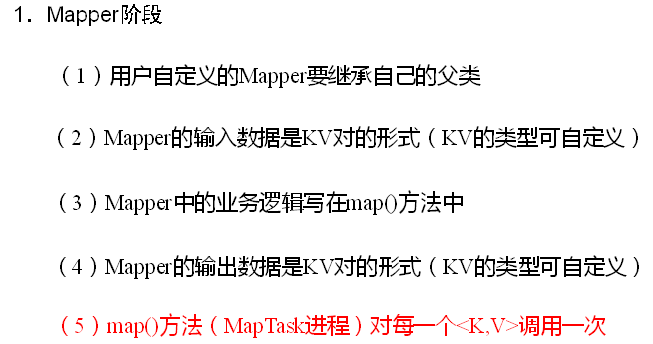 1. Mapper阶段
（1）用户自定义的Mapper要继承自己的父类
（2）Mapper的输入数据是KV对的形式（KV的类型可自定义）
（3）Mapper中的业务逻辑写在map()方法中
（4）Mapper的输出数据是KV对的形式（KV的类型可自定义）
（5）map()方法（MapTask进程）对每一个<K,V>调用一次